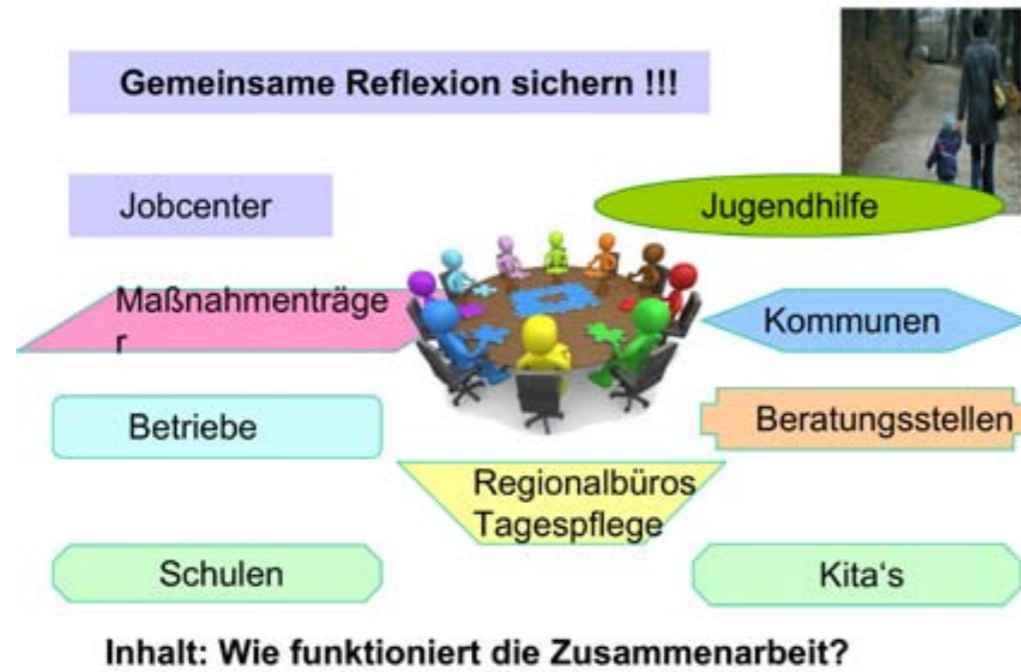 Gemeinsame Reflexion sichern !!!
Jobcenter
Jugendhilfe
Maßnahmenträge
r
Kommunen
Betriebe
Beratungsstellen
Regionalbüros
Tagespflege
Schulen
Kita‘s
Inhalt: Wie funktioniert die Zusammenarbeit?